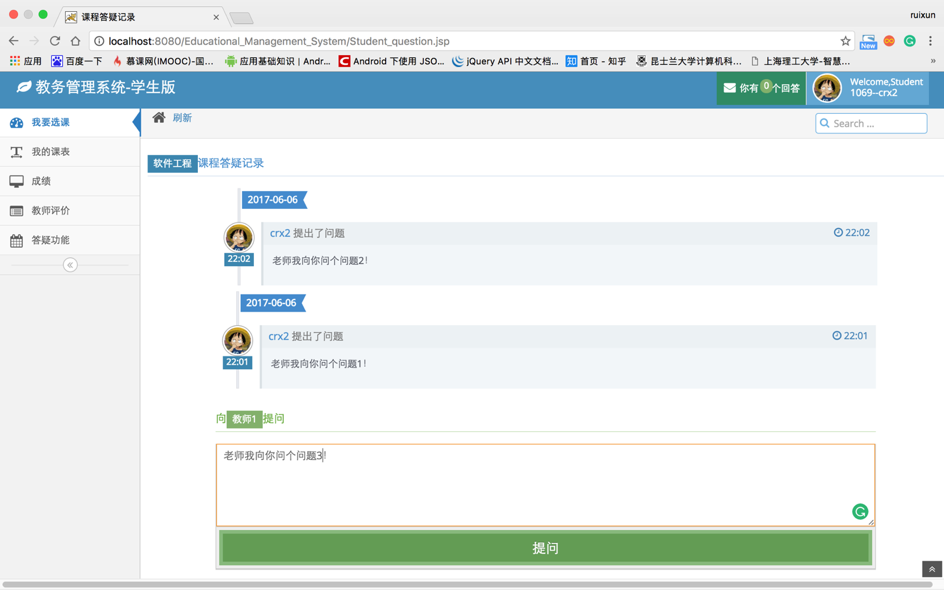 课程答疑记录
ruixun
localhost:8080/Educational_Management_System/Student_question.jsp
New
应用 百度一下 慕课网(IMOOC)-国... 应用基础知识 | Andr... Android 下使用 JSO... jQuery API 中文文档... 知 首页 - 知乎 昆士兰大学计算机科... 上海理工大学-智慧... »
教务管理系统-学生版
你有0个回答
Welcome,Student
1069--crx2
我要选课
刷新
Search ...
我的课表
成绩
教师评价
答疑功能
软件工程课程答疑记录
2017-06-06
crx2 提出了问题
22:02
22:02
老师我向你问个问题2!
2017-06-06
crx2 提出了问题
22:01
22:01
老师我向你问个问题1!
向教师1提问
老师我向你问个问题3!
提问